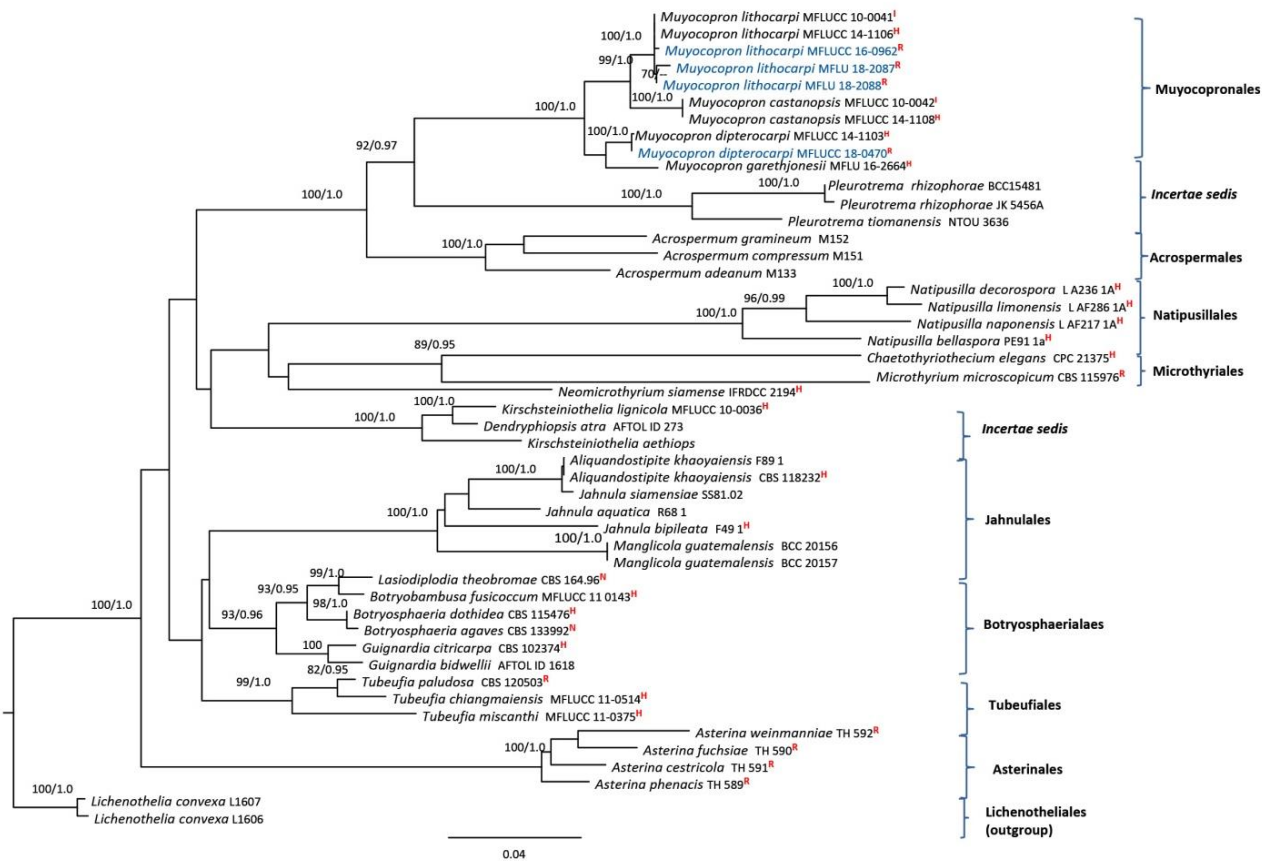 Muyocopron lithocarpi MFLUCC 10-0041I
100/1.0
Muyocopron lithocarpi MFLUCC 14-1106H
Muyocopron lithocarpi MFLUCC 16-0962R
99/1.0
Muyocopron lithocarpi MFLU 18-2087R
70/--
Muyocopron lithocarpi MFLU 18-2088R
Muyocopronales
100/1.0
Muyocopron castanopsis MFLUCC 10-0042I
100/1.0
Muyocopron castanopsis MFLUCC 14-1108H
100/1.0
Muyocopron dipterocarpi MFLUCC 14-1103H
92/0.97
Muyocopron dipterocarpi MFLUCC 18-0470R
Muyocopron garethjonesii MFLU 16-2664H
100/1.0
100/1.0
Pleurotrema rhizophorae BCC15481
100/1.0
Incertae sedis
Pleurotrema rhizophorae JK 5456A
Pleurotrema tiomanensis NTOU 3636
Acrospermum gramineum M152
100/1.0
Acrospermum compressum M151
Acrospermales
Acrospermum adeanum M133
100/1.0
Natipusilla decorospora L A236 1AH
96/0.99
Natipusilla limonensis L AF286 1AH
100/1.0
Natipusillales
Natipusilla naponensis L AF217 1AH
Natipusilla bellaspora PE91 1aH
89/0.95
Chaetothyriothecium elegans CPC 21375H
Microthyriales
Microthyrium microscopicum CBS 115976R
Neomicrothyrium siamense IFRDCC 2194H
100/1.0
Kirschsteiniothelia lignicola MFLUCC 10-0036H
100/1.0
Dendryphiopsis atra AFTOL ID 273
Incertae sedis
Kirschsteiniothelia aethiops
Aliquandostipite khaoyaiensis F89 1
100/1.0
Aliquandostipite khaoyaiensis CBS 118232H
Jahnula siamensiae SS81.02
100/1.0
Jahnula aquatica R68 1
Jahnulales
Jahnula bipileata F49 1H
100/1.0
Manglicola guatemalensis BCC 20156
Manglicola guatemalensis BCC 20157
99/1.0
Lasiodiplodia theobromae CBS 164.96N
93/0.95
Botryobambusa fusicoccum MFLUCC 11 0143H
100/1.0
98/1.0
93/0.96
Botryosphaeria dothidea CBS 115476H
Botryosphaerialaes
Botryosphaeria agaves CBS 133992N
100
Guignardia citricarpa CBS 102374H
Guignardia bidwellii AFTOL ID 1618
82/0.95
99/1.0
Tubeufia paludosa CBS 120503R
Tubeufia chiangmaiensis MFLUCC 11-0514H
Tubeufiales
Tubeufia miscanthi MFLUCC 11-0375H
Asterina weinmanniae TH 592R
100/1.0
Asterina fuchsiae TH 590R
Asterina cestricola TH 591R
Asterinales
Asterina phenacis TH 589R
100/1.0
Lichenothelia convexa L1607
Lichenotheliales
Lichenothelia convexa L1606
(outgroup)
0.04